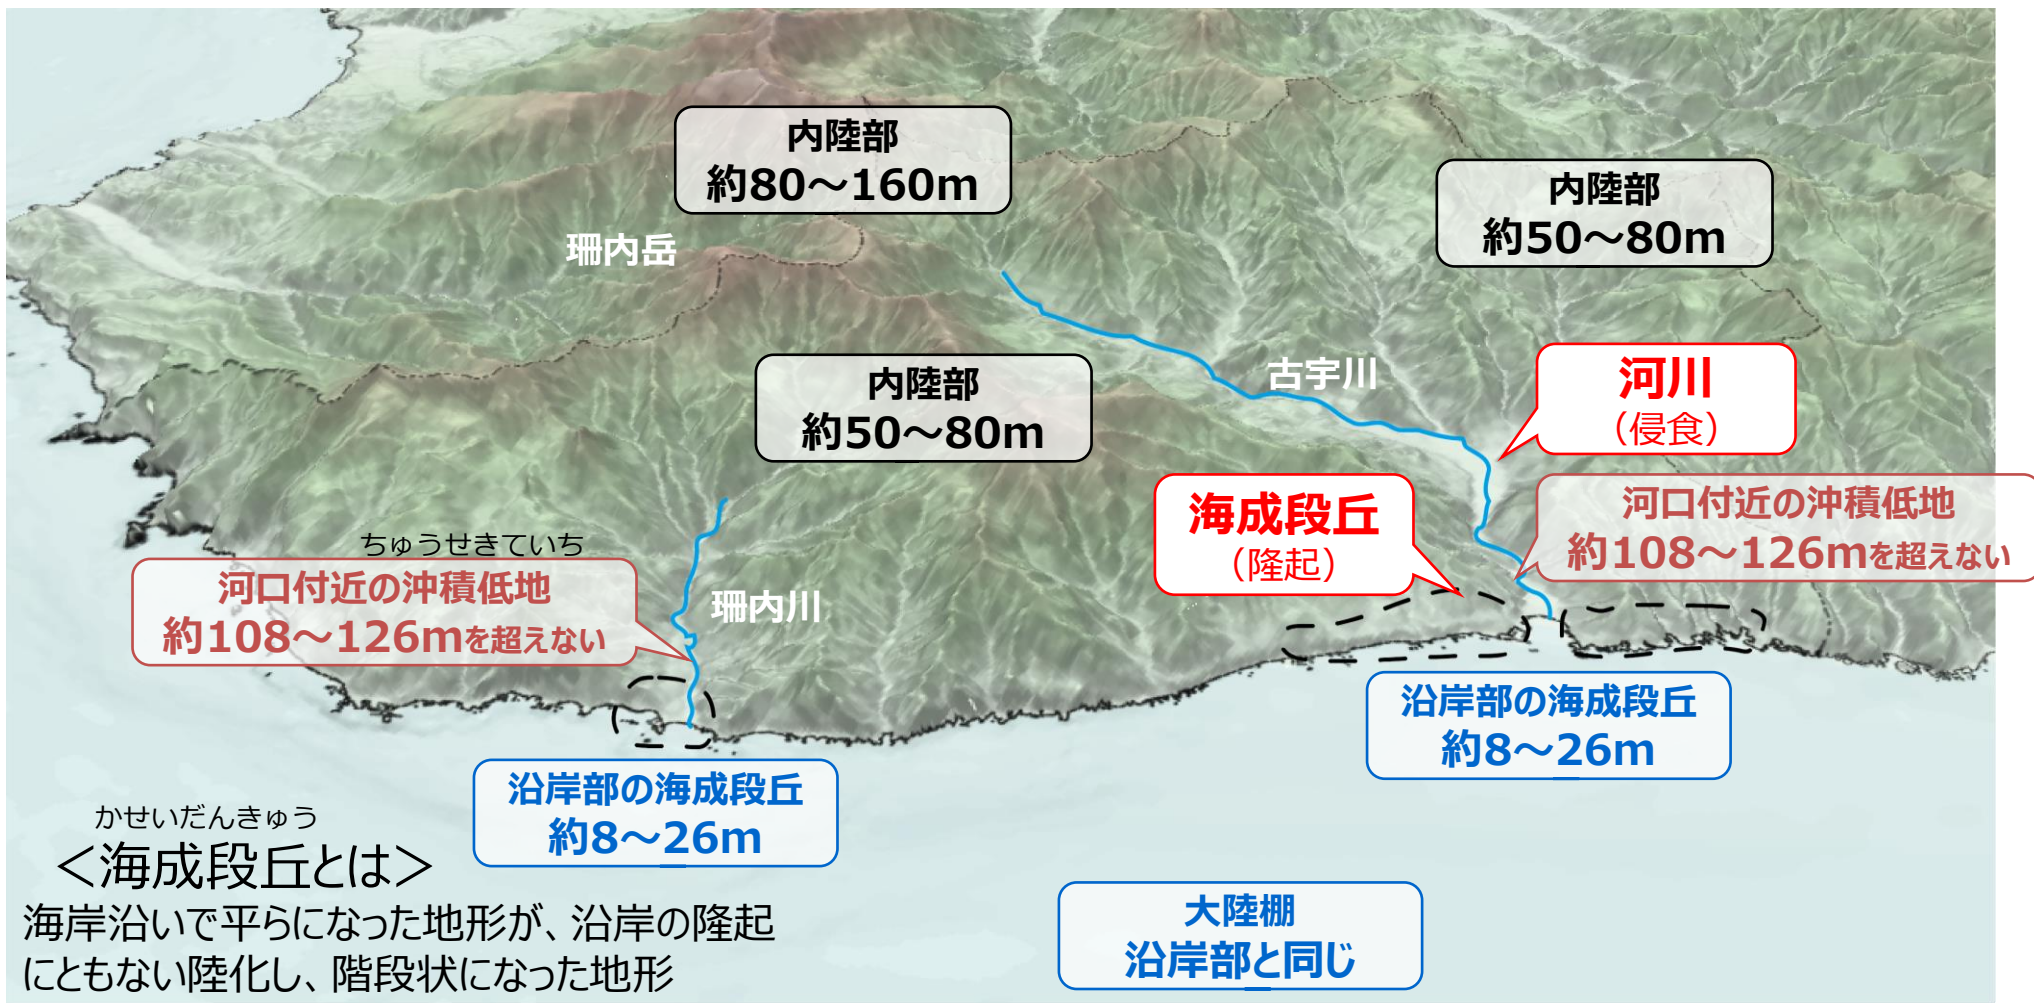 内陸部
約80～160m
内陸部
約50～80m
珊内岳
内陸部
約50～80m
古宇川
河川
（侵食）
海成段丘
（隆起）
河口付近の沖積低地
約108～126mを超えない
ちゅうせきていち
河口付近の沖積低地
約108～126mを超えない
珊内川
沿岸部の海成段丘
約8～26m
沿岸部の海成段丘
約8～26m
かせいだんきゅう
＜海成段丘とは＞
海岸沿いで平らになった地形が、沿岸の隆起
にともない陸化し、階段状になった地形
大陸棚
沿岸部と同じ